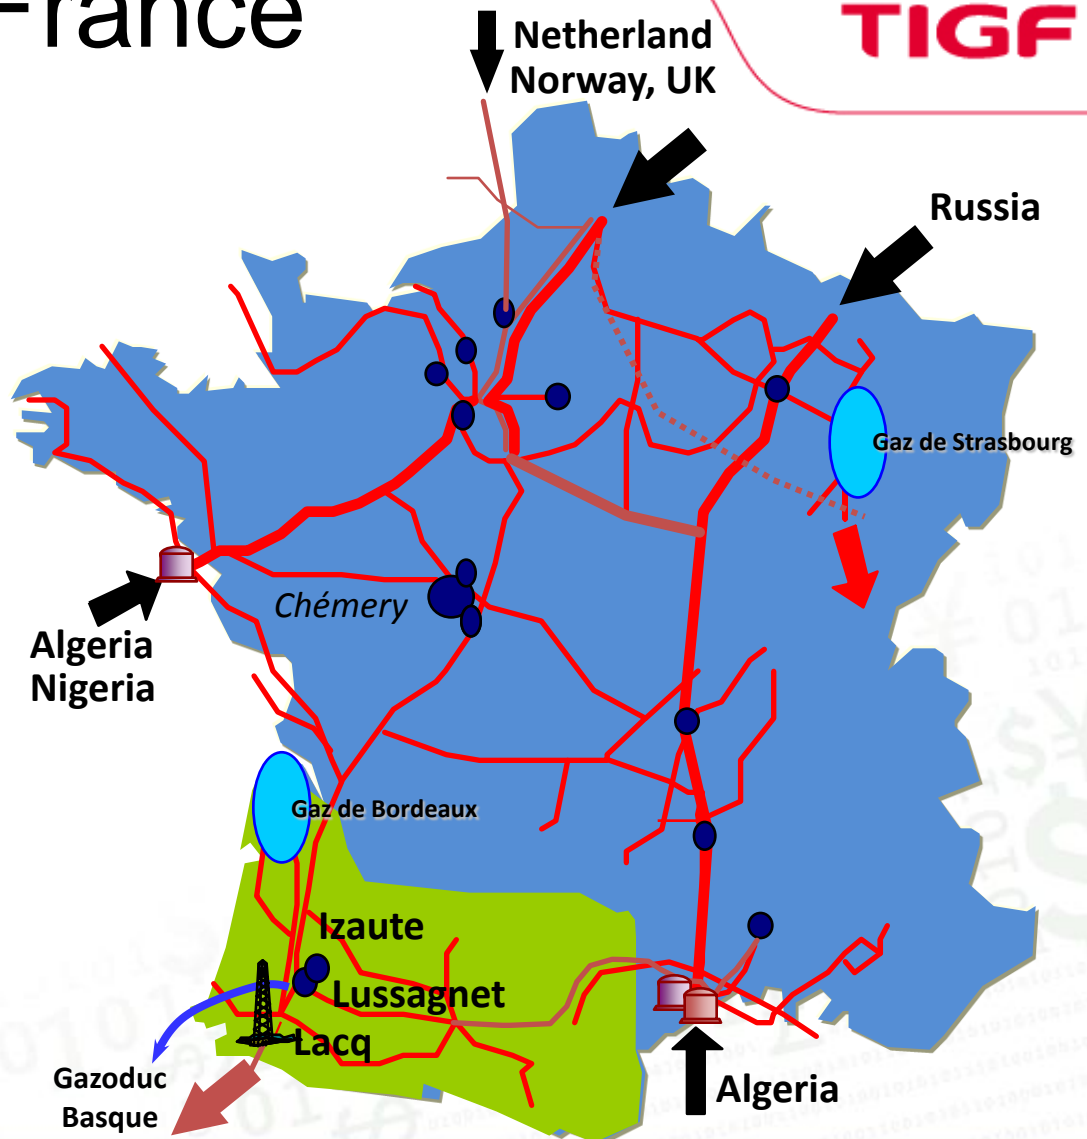 France
TIGF
Netherland
Norway, UK
Russia
Gaz de Strasbourg
Chémery
Algeria
Nigeria
Gaz de Bordeaux
Izaute
Lussagnet
Lacq
Gazoduc
Basque
Algeria